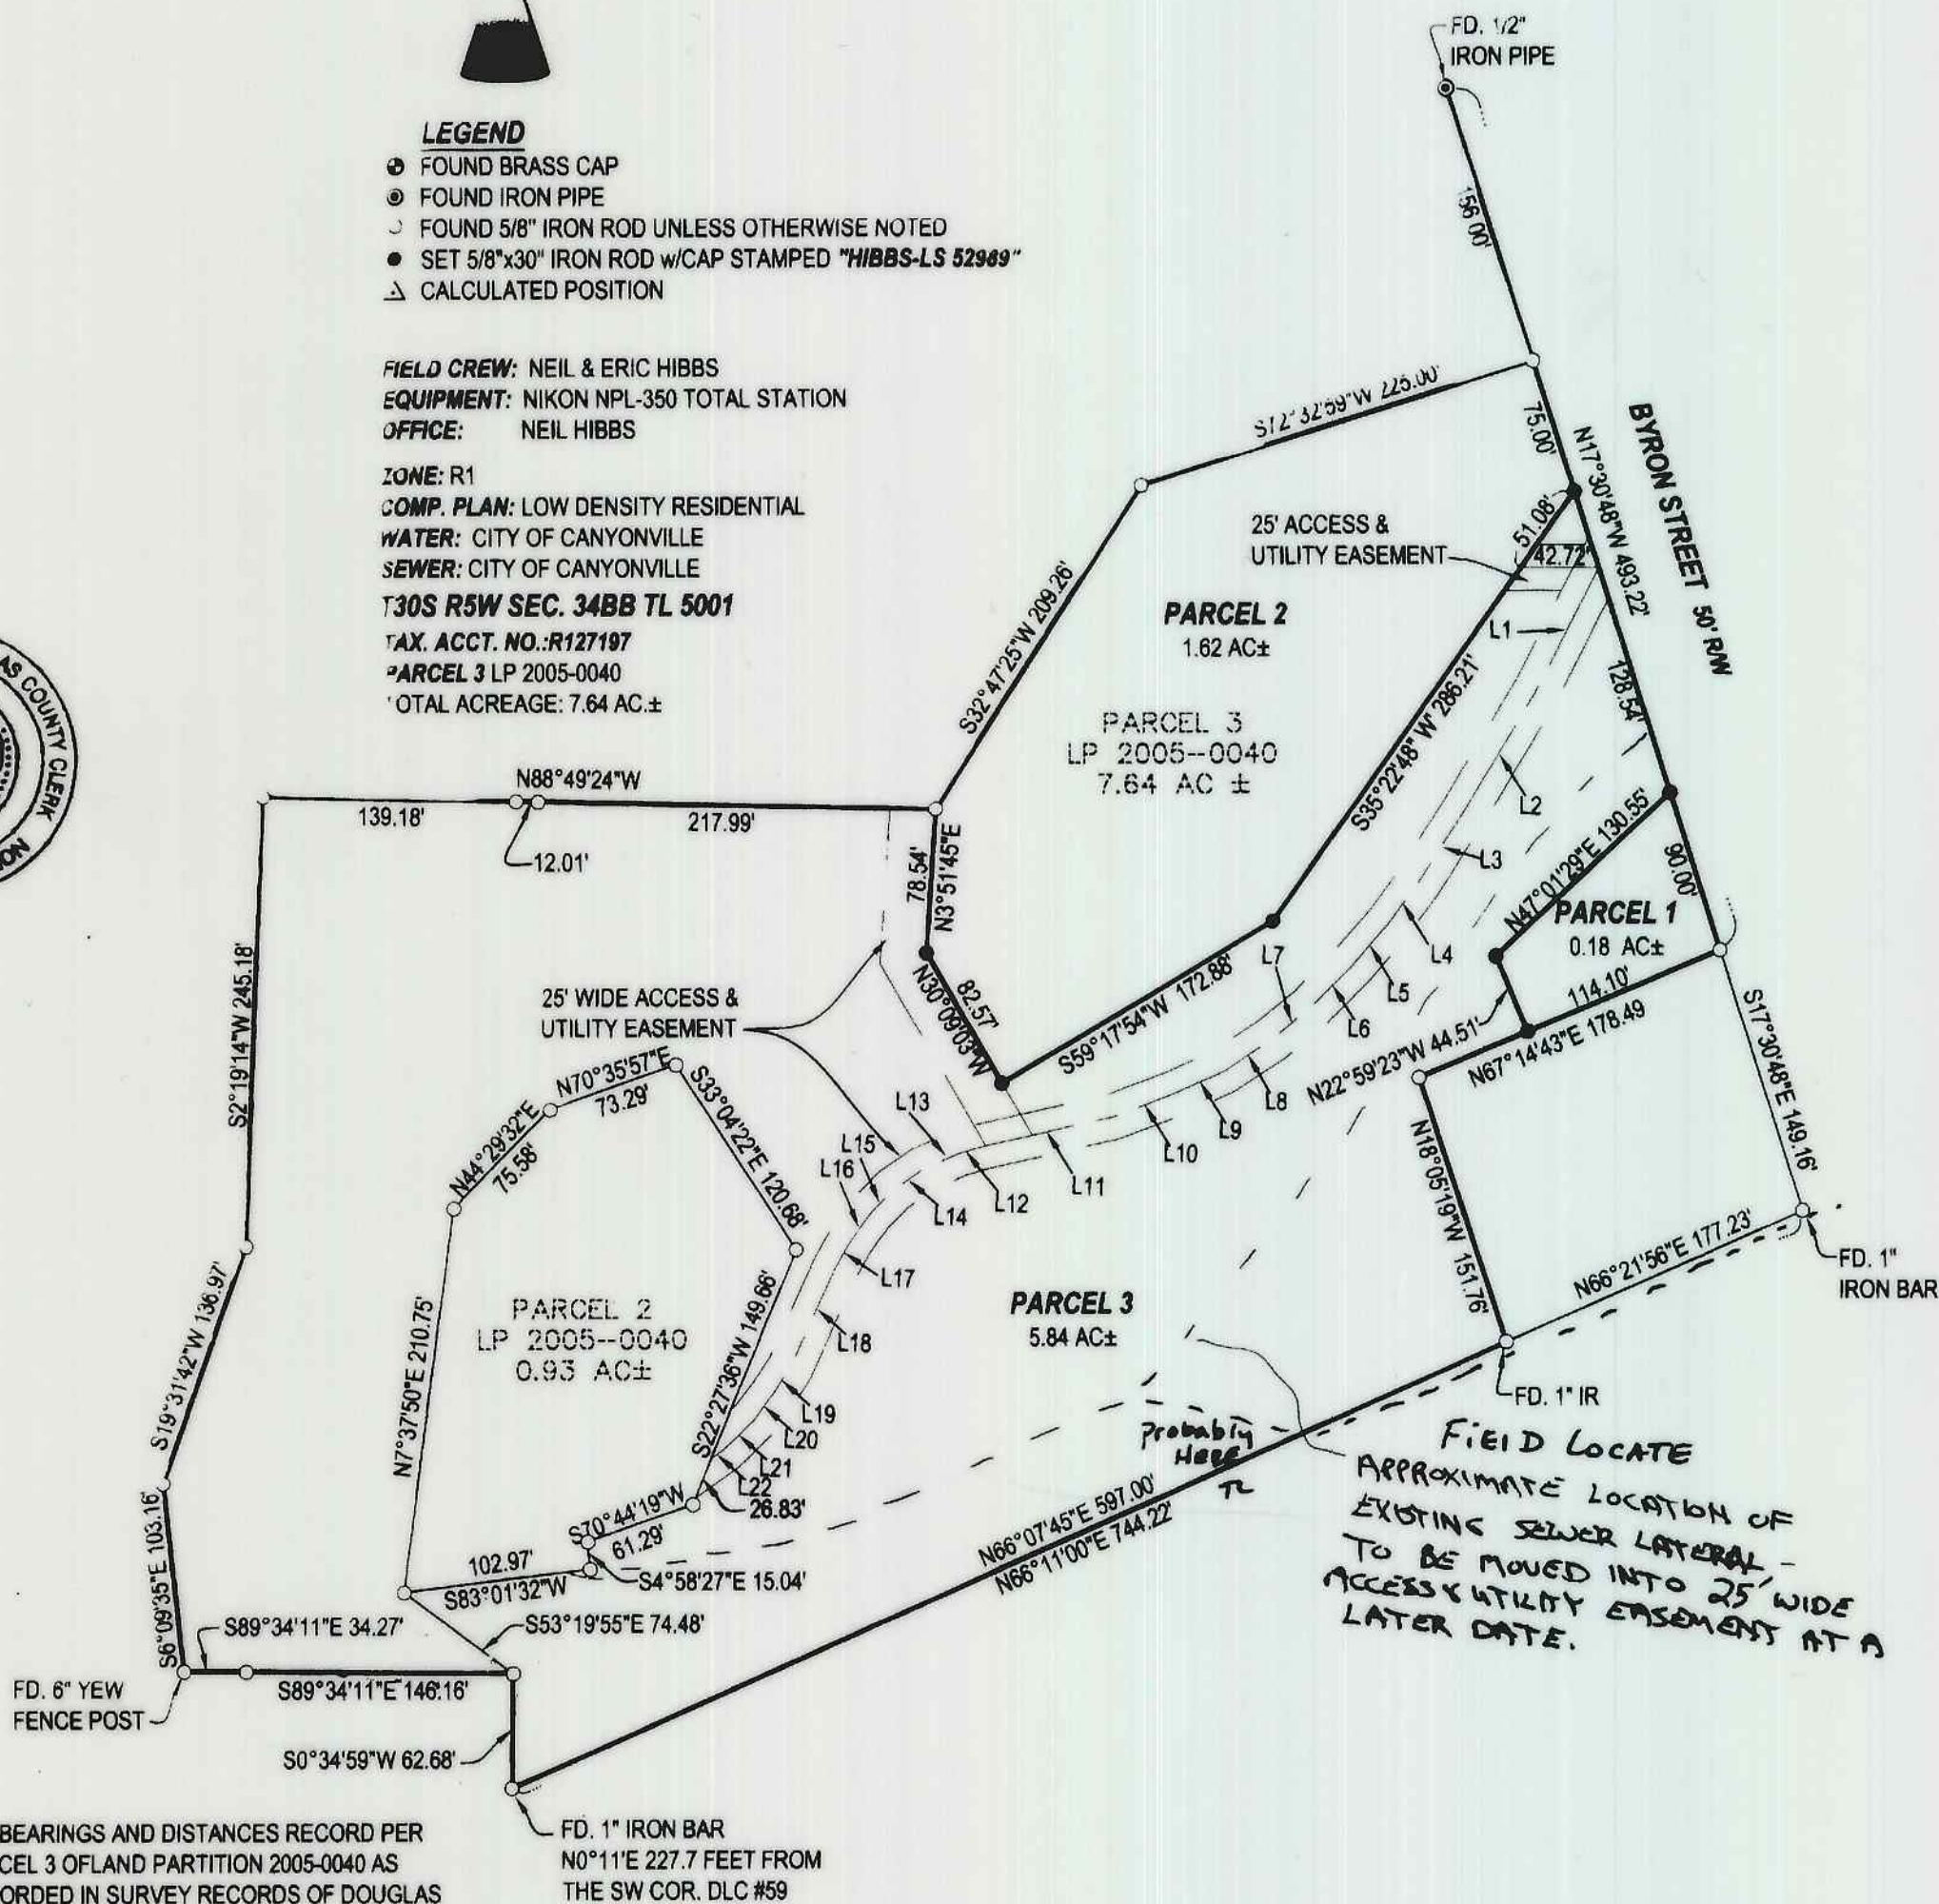 LEGEND
FOUND BRASS CAP
FOUND IRON PIPE
FOUND 5/8" IRON ROD UNLESS OTHERWISE NOTED
SET 5/8"x30" IRON ROD w/CAP STAMPED "HIBBS-LS 52989"
CALCULATED POSITION
FIELD CREW: NEIL & ERIC HIBBS
EQUIPMENT: NIKON NPL-350 TOTAL STATION
OFFICE: NEIL HIBBS
ZONE: R1
COMP. PLAN: LOW DENSITY RESIDENTIAL
WATER: CITY OF CANYONVILLE
SEWER: CITY OF CANYONVILLE
T30S R5W SEC. 34BB TL 5001
TAX. ACCT. NO.:R127197
PARCEL 3 LP 2005-0040
TOTAL ACREAGE: 7.64 AC.±
AS COUNTY CLERK
FD. 1/2"
IRON PIPE
156.00'
S72°32'59"W 225.00'
75.00'
BYRON STREET 50' R/W
N17°30'48"W 493.22'
51.08'
42.72'
25' ACCESS &
UTILITY EASEMENT
L1
128.54'
S32°47'25"W 209.26'
PARCEL 2
1.62 AC±
PARCEL 3
LP 2005--0040
7.64 AC ±
S35°22'48" W' 286.21'
L2
L3
N47°01'29"E 130.55'
90.00'
PARCEL 1
0.18 AC±
114.10'
N67°14'43"E 178.49
N22°59'23"W 44.51'
L4
L5
L6
L7
N88°49'24"W
139.18'
217.99'
12.01'
78.54'
N3°51'45"E
82.57'
N30°09'03"W
S59°17'54"W 172.88'
25' WIDE ACCESS &
UTILITY EASEMENT
S2°19'14"W 245.18'
N70°35'57"E
73.29'
N44°29'32"E
75.58'
S33°04'22"E 120.68'
L8
L9
L10
L11
L12
L13
L14
L15
L16
L17
L18
S17°30'48"E 149.16'
N18°05'19"W 151.76'
N66°21'56"E 177.23'
FD. 1"
IRON BAR
S19°31'42"W 136.97'
N7°37'50"E 210.75'
PARCEL 2
LP 2005--0040
0.93 AC±
S22°27'36"W 149.66'
PARCEL 3
5.84 AC±
L19
L20
L21
L22
26.83'
FD. 1" IR
Probably
Here
FIELD LOCATE
APPROXIMATE LOCATION OF
EXISTING SEWER LATERAL -
TO BE MOVED INTO 25' WIDE
ACCESS & UTILITY EASEMENT AT A
LATER DATE.
S70°44'19"W
61.29'
102.97'
S83°01'32"W
S4°58'27"E 15.04'
S53°19'55"E 74.48'
N66°07'45"E 597.00'
N66°11'00"E 744.22'
S6°09'35"E 103.16'
S89°34'11"E 34.27'
FD. 6" YEW
FENCE POST
S89°34'11"E 146.16'
S0°34'59"W 62.68'
FD. 1" IRON BAR
N0°11'E 227.7 FEET FROM
THE SW COR. DLC #59
BEARINGS AND DISTANCES RECORD PER
CEL 3 OFLAND PARTITION 2005-0040 AS
ORDED IN SURVEY RECORDS OF DOUGLAS